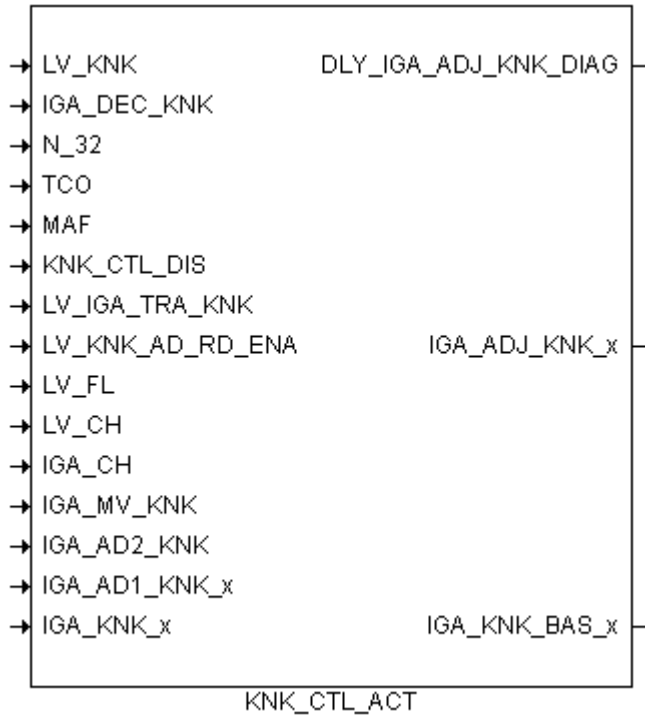 LV_KNK DLY_IGA_ADJ_KNK_DIAG
IGA_DEC_KNK
N_32
TCO
MAF
KNK_CTL_DIS
LV_IGA_TRA_KNK
LV_KNK_AD_RD_ENA IGA_ADJ_KNK_x
LV_FL
LV_CH
IGA_CH
IGA_MV_KNK
IGA_AD2_KNK
IGA_AD1_KNK_x
IGA_KNK_x IGA_KNK_BAS_x
KNK_CTL_ACT